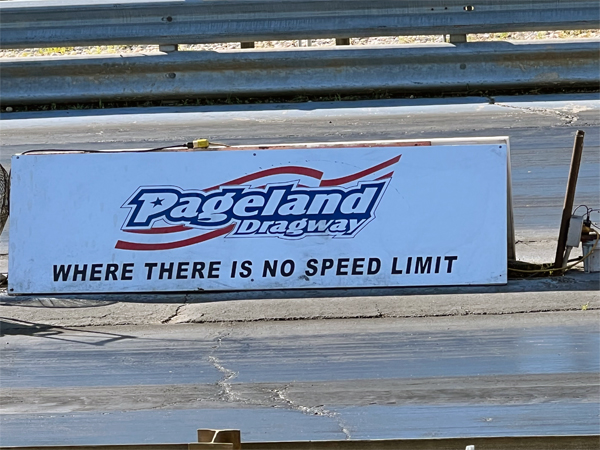 Pageland
Dragway
WHERE THERE IS NO SPEED LIMIT